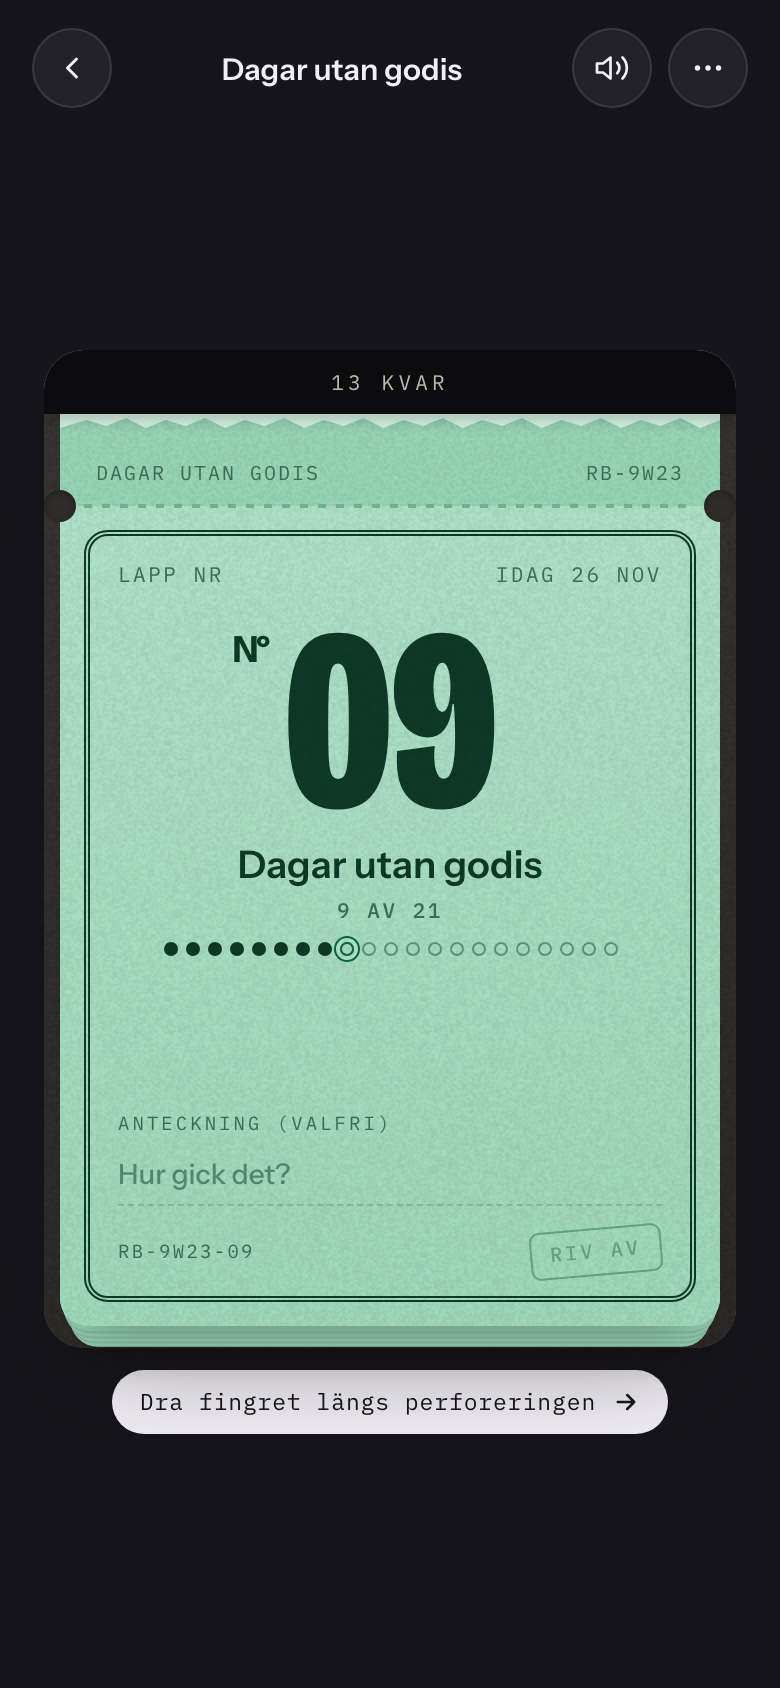 Dagar utan godis
13 KVAR
DAGAR UTAN GODIS RB-9W23
LAPP NR IDAG 26 NOV
Nº 09
Dagar utan godis
9 AV 21
ANTECKNING (VALFRI)
Hur gick det?
RB-9W23-09 RIV AV
Dra fingret längs perforeringen →